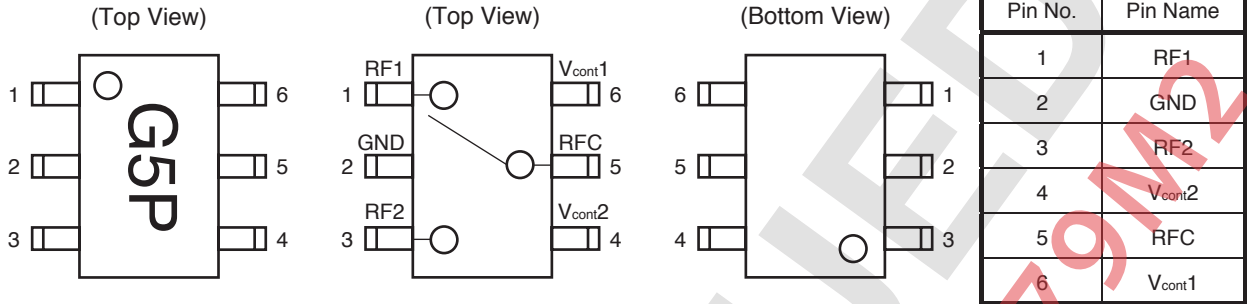 (Top View)
1
2
3
G5P
6
5
4
(Top View)
RF1
1
GND
2
RF2
3
Vcont1
6
RFC
5
Vcont2
4
(Bottom View)
6
5
4
1
2
3
Pin No. Pin Name
1 RF1
2 GND
3 RF2
4 Vcont2
5 RFC
6 Vcont1
UED
79M2